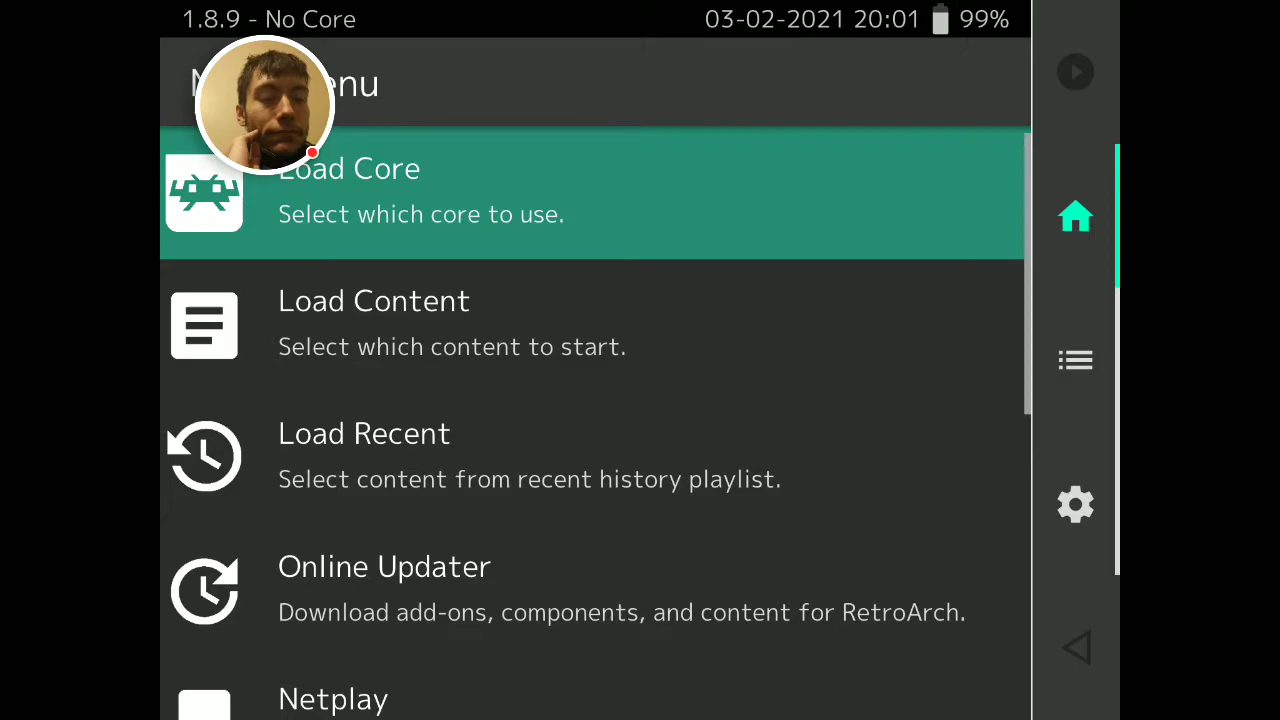 1.8.9 - No Core
03-02-2021 20:01 99%
enu
Load Core
Select which core to use.
Load Content
Select which content to start.
Load Recent
Select content from recent history playlist.
Online Updater
Download add-ons, components, and content for RetroArch.
Netplay